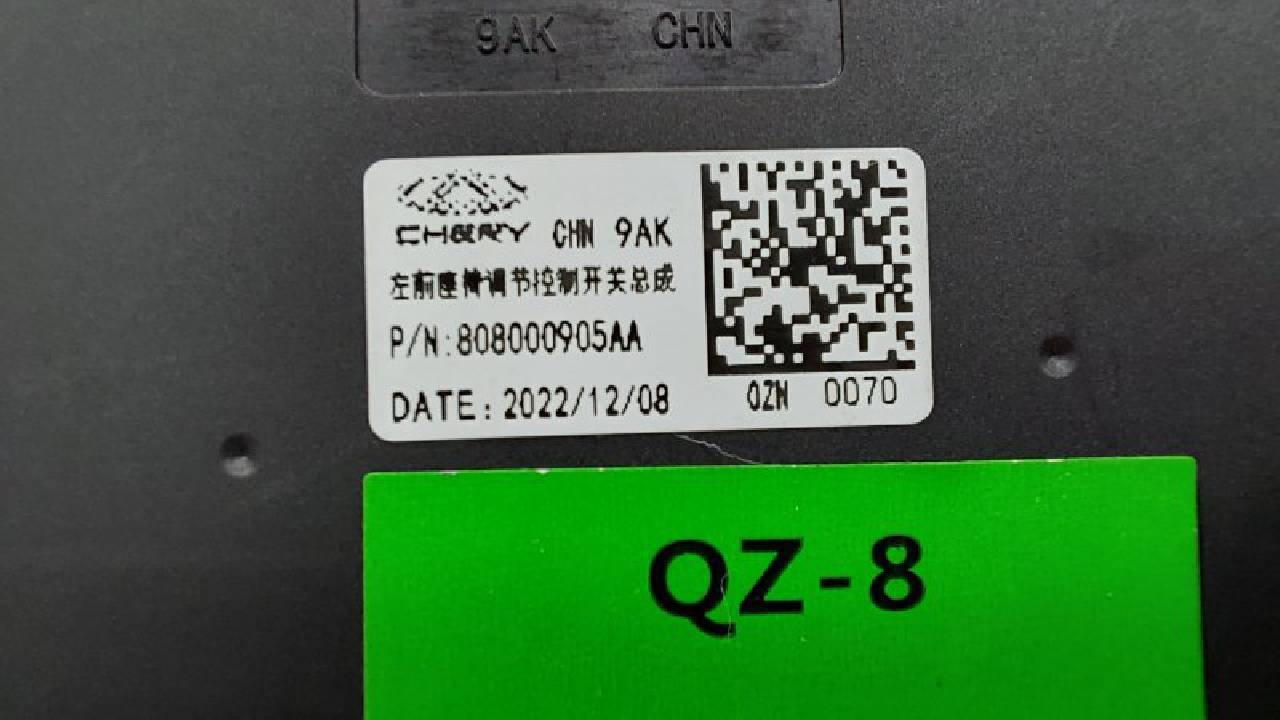 9AK CHN
CHERY CHN 9AK
左前座椅调节控制开关总成
P/N:808000905AA
DATE: 2022/12/08
QZN 0070
QZ-8